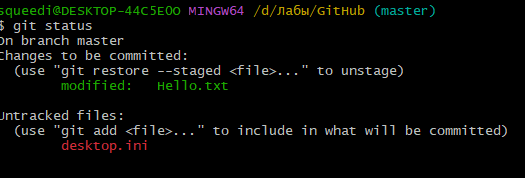 squeedi@DESKTOP-44C5E0O MINGW64 /d/Лабы/GitHub (master)
$ git status
On branch master
Changes to be committed:
(use "git restore --staged <file>..." to unstage)
modified: Hello.txt
Untracked files:
(use "git add <file>..." to include in what will be committed)
desktop.ini